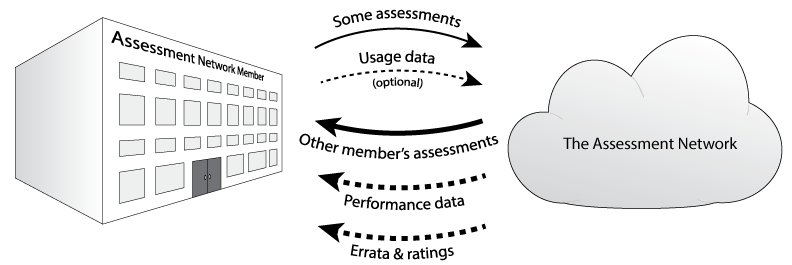 Assessment Network Member
Some assessments
Usage data
(optional)
Other member's assessments
Performance data
Errata & ratings
The Assessment Network